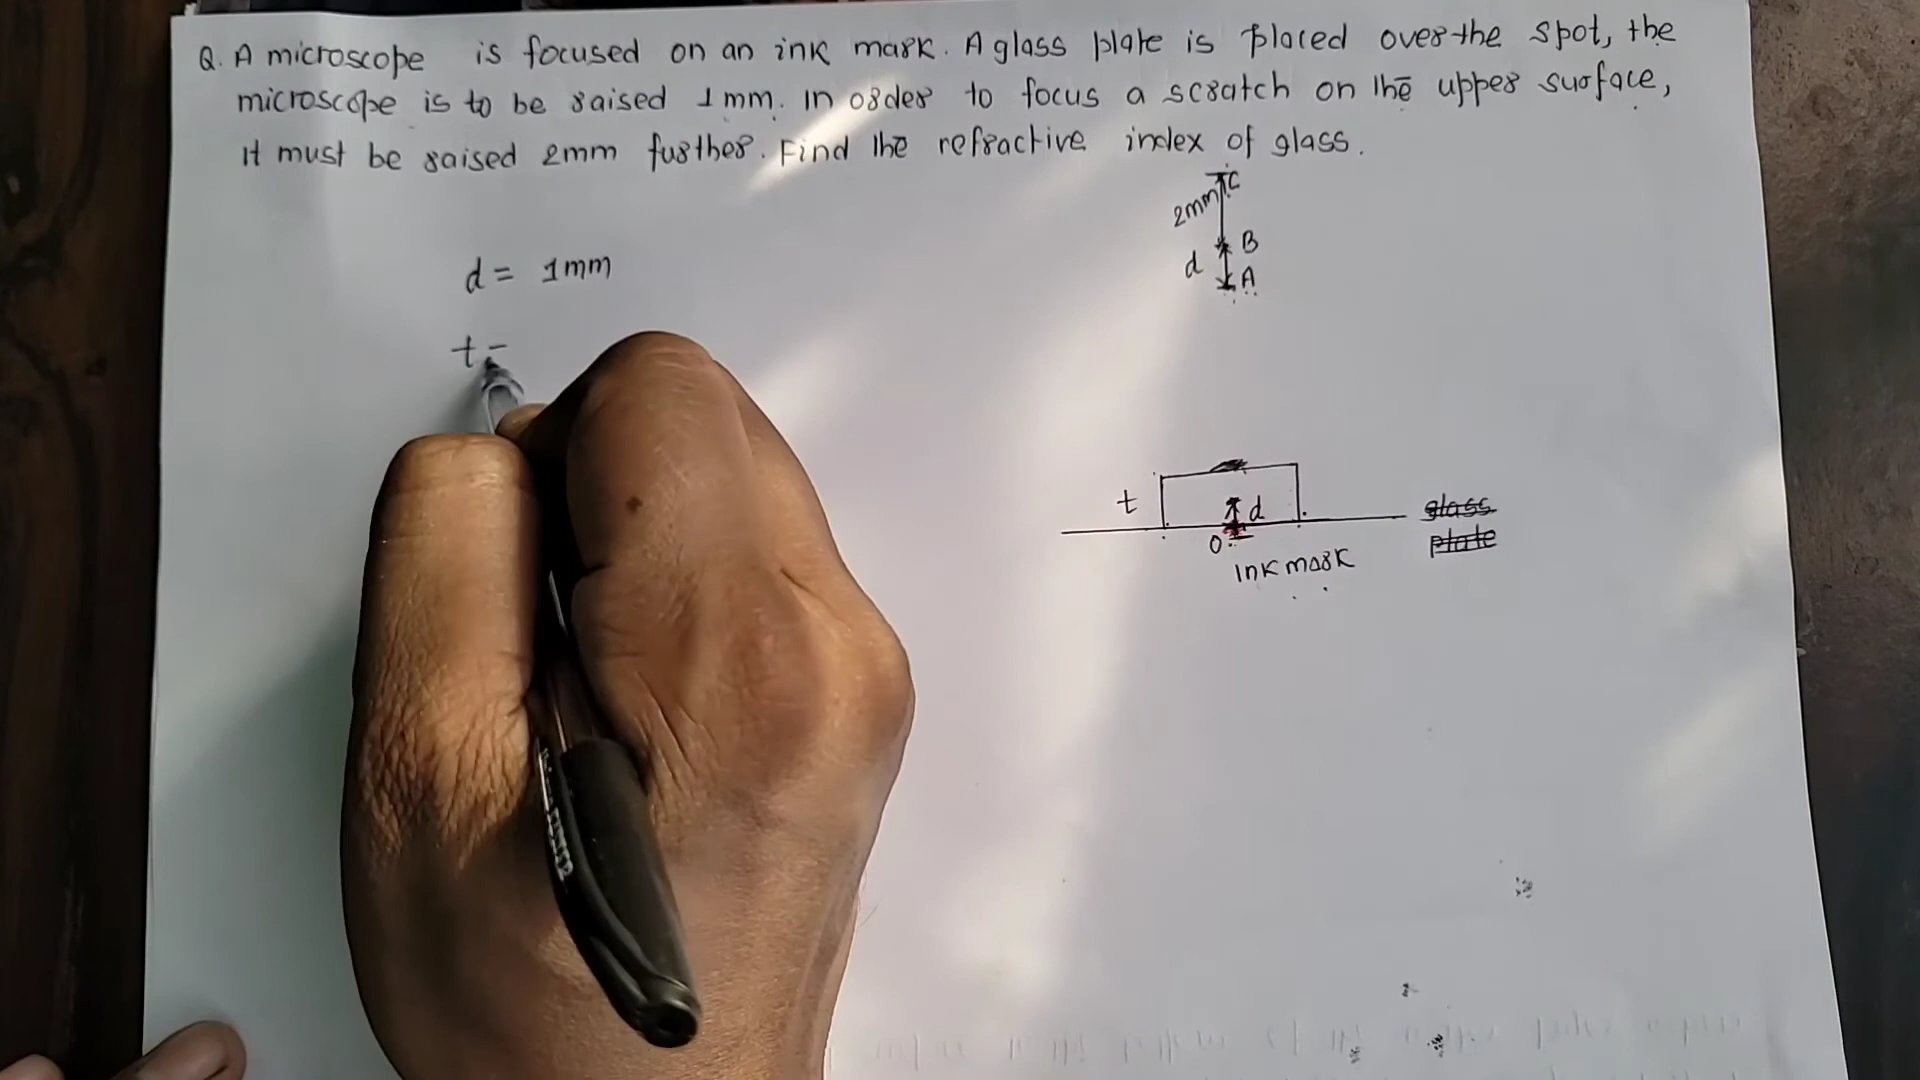 Q. A microscope is focused on an ink mark. A glass plate is placed over the spot, the
microscope is to be raised 1mm. In order to focus a scratch on the upper surface,
it must be raised 2mm further. Find the refractive index of glass.
C
2mm
B
d
A
d = 1mm
t =
t
d
glass
plate
O
Ink mark